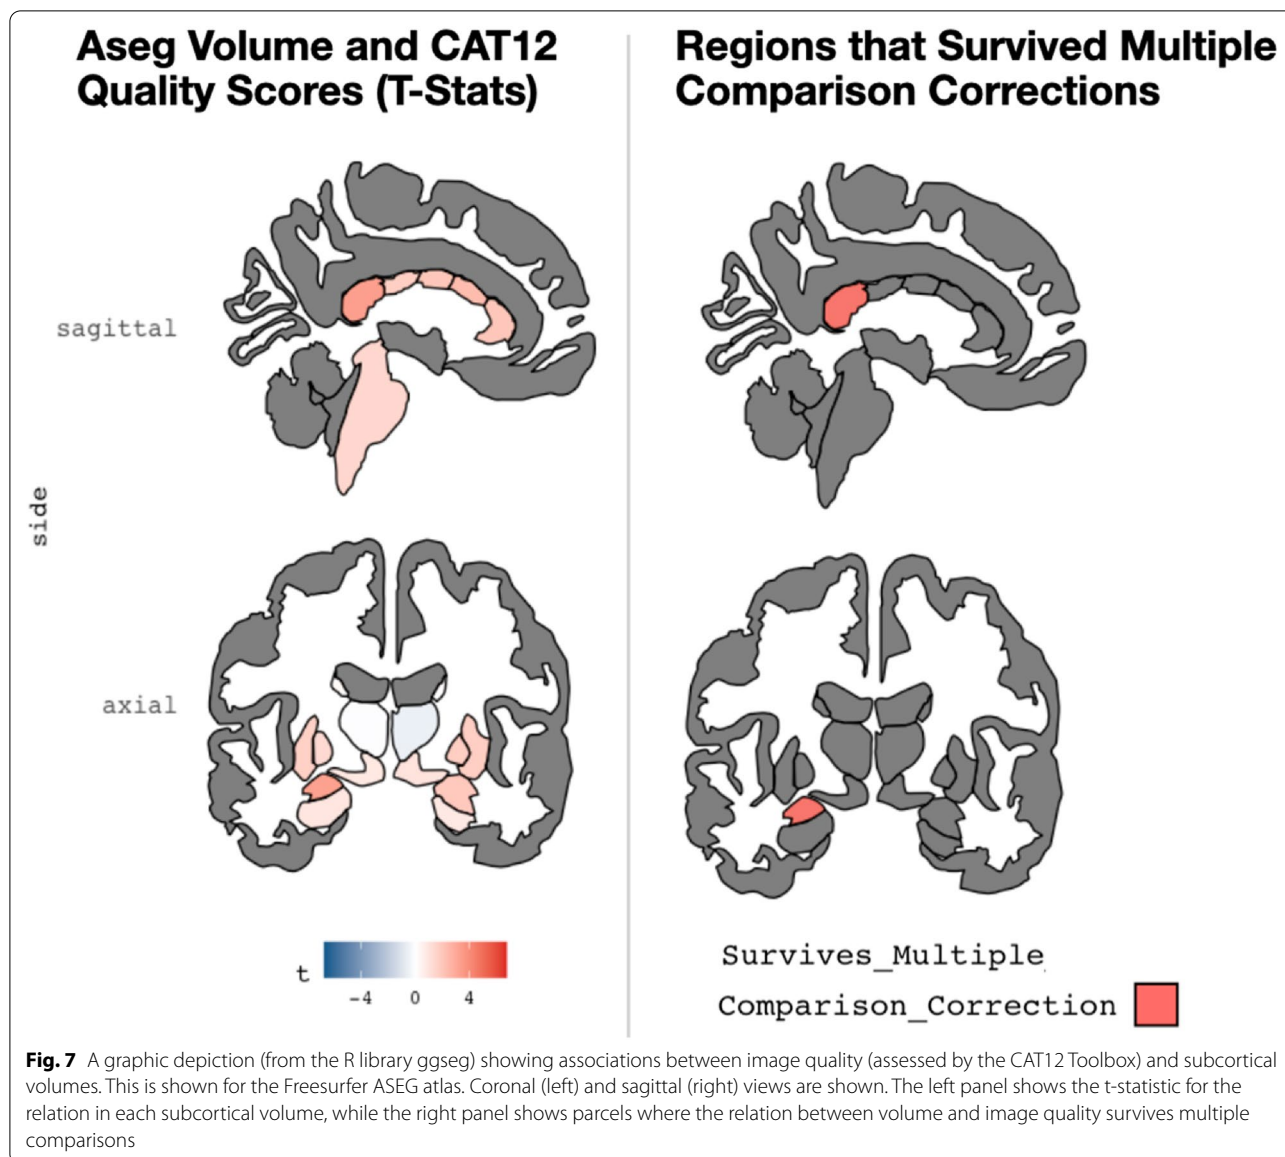 Aseg Volume and CAT12
Quality Scores (T-Stats)
Regions that Survived Multiple
Comparison Corrections
sagittal
side
axial
t
−4 0 4
Survives_Multiple
Comparison_Correction
Fig. 7 A graphic depiction (from the R library ggseg) showing associations between image quality (assessed by the CAT12 Toolbox) and subcortical
volumes. This is shown for the Freesurfer ASEG atlas. Coronal (left) and sagittal (right) views are shown. The left panel shows the t-statistic for the
relation in each subcortical volume, while the right panel shows parcels where the relation between volume and image quality survives multiple
comparisons